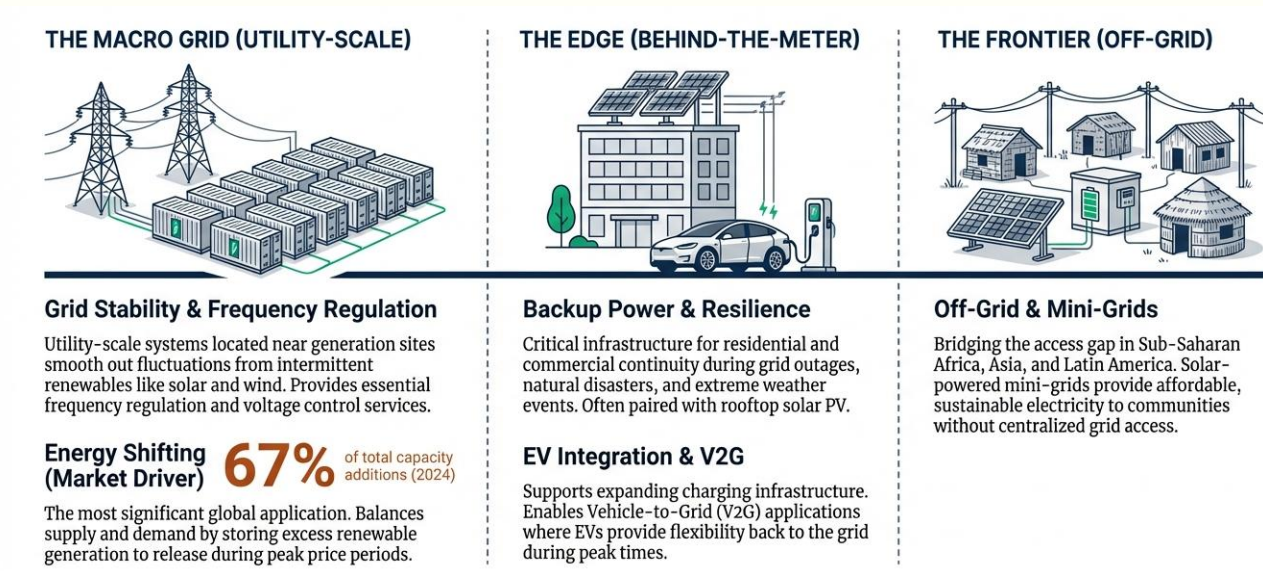 THE MACRO GRID (UTILITY-SCALE)
Grid Stability & Frequency Regulation
Utility-scale systems located near generation sites
smooth out fluctuations from intermittent
renewables like solar and wind. Provides essential
frequency regulation and voltage control services.
Energy Shifting
(Market Driver)
67%
of total capacity
additions (2024)
The most significant global application. Balances
supply and demand by storing excess renewable
generation to release during peak price periods.
THE EDGE (BEHIND-THE-METER)
Backup Power & Resilience
Critical infrastructure for residential and
commercial continuity during grid outages,
natural disasters, and extreme weather
events. Often paired with rooftop solar PV.
EV Integration & V2G
Supports expanding charging infrastructure.
Enables Vehicle-to-Grid (V2G) applications
where EVs provide flexibility back to the grid
during peak times.
THE FRONTIER (OFF-GRID)
Off-Grid & Mini-Grids
Bridging the access gap in Sub-Saharan
Africa, Asia, and Latin America. Solar-
powered mini-grids provide affordable,
sustainable electricity to communities
without centralized grid access.